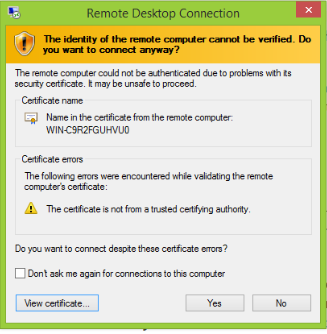 Remote Desktop Connection
The identity of the remote computer cannot be verified. Do
you want to connect anyway?
The remote computer could not be authenticated due to problems with its
security certificate. It may be unsafe to proceed.
Certificate name
Name in the certificate from the remote computer:
WIN-C9R2FGUHVU0
Certificate errors
The following errors were encountered while validating the remote
computer's certificate:
The certificate is not from a trusted certifying authority.
Do you want to connect despite these certificate errors?
Don't ask me again for connections to this computer
View certificate... Yes No